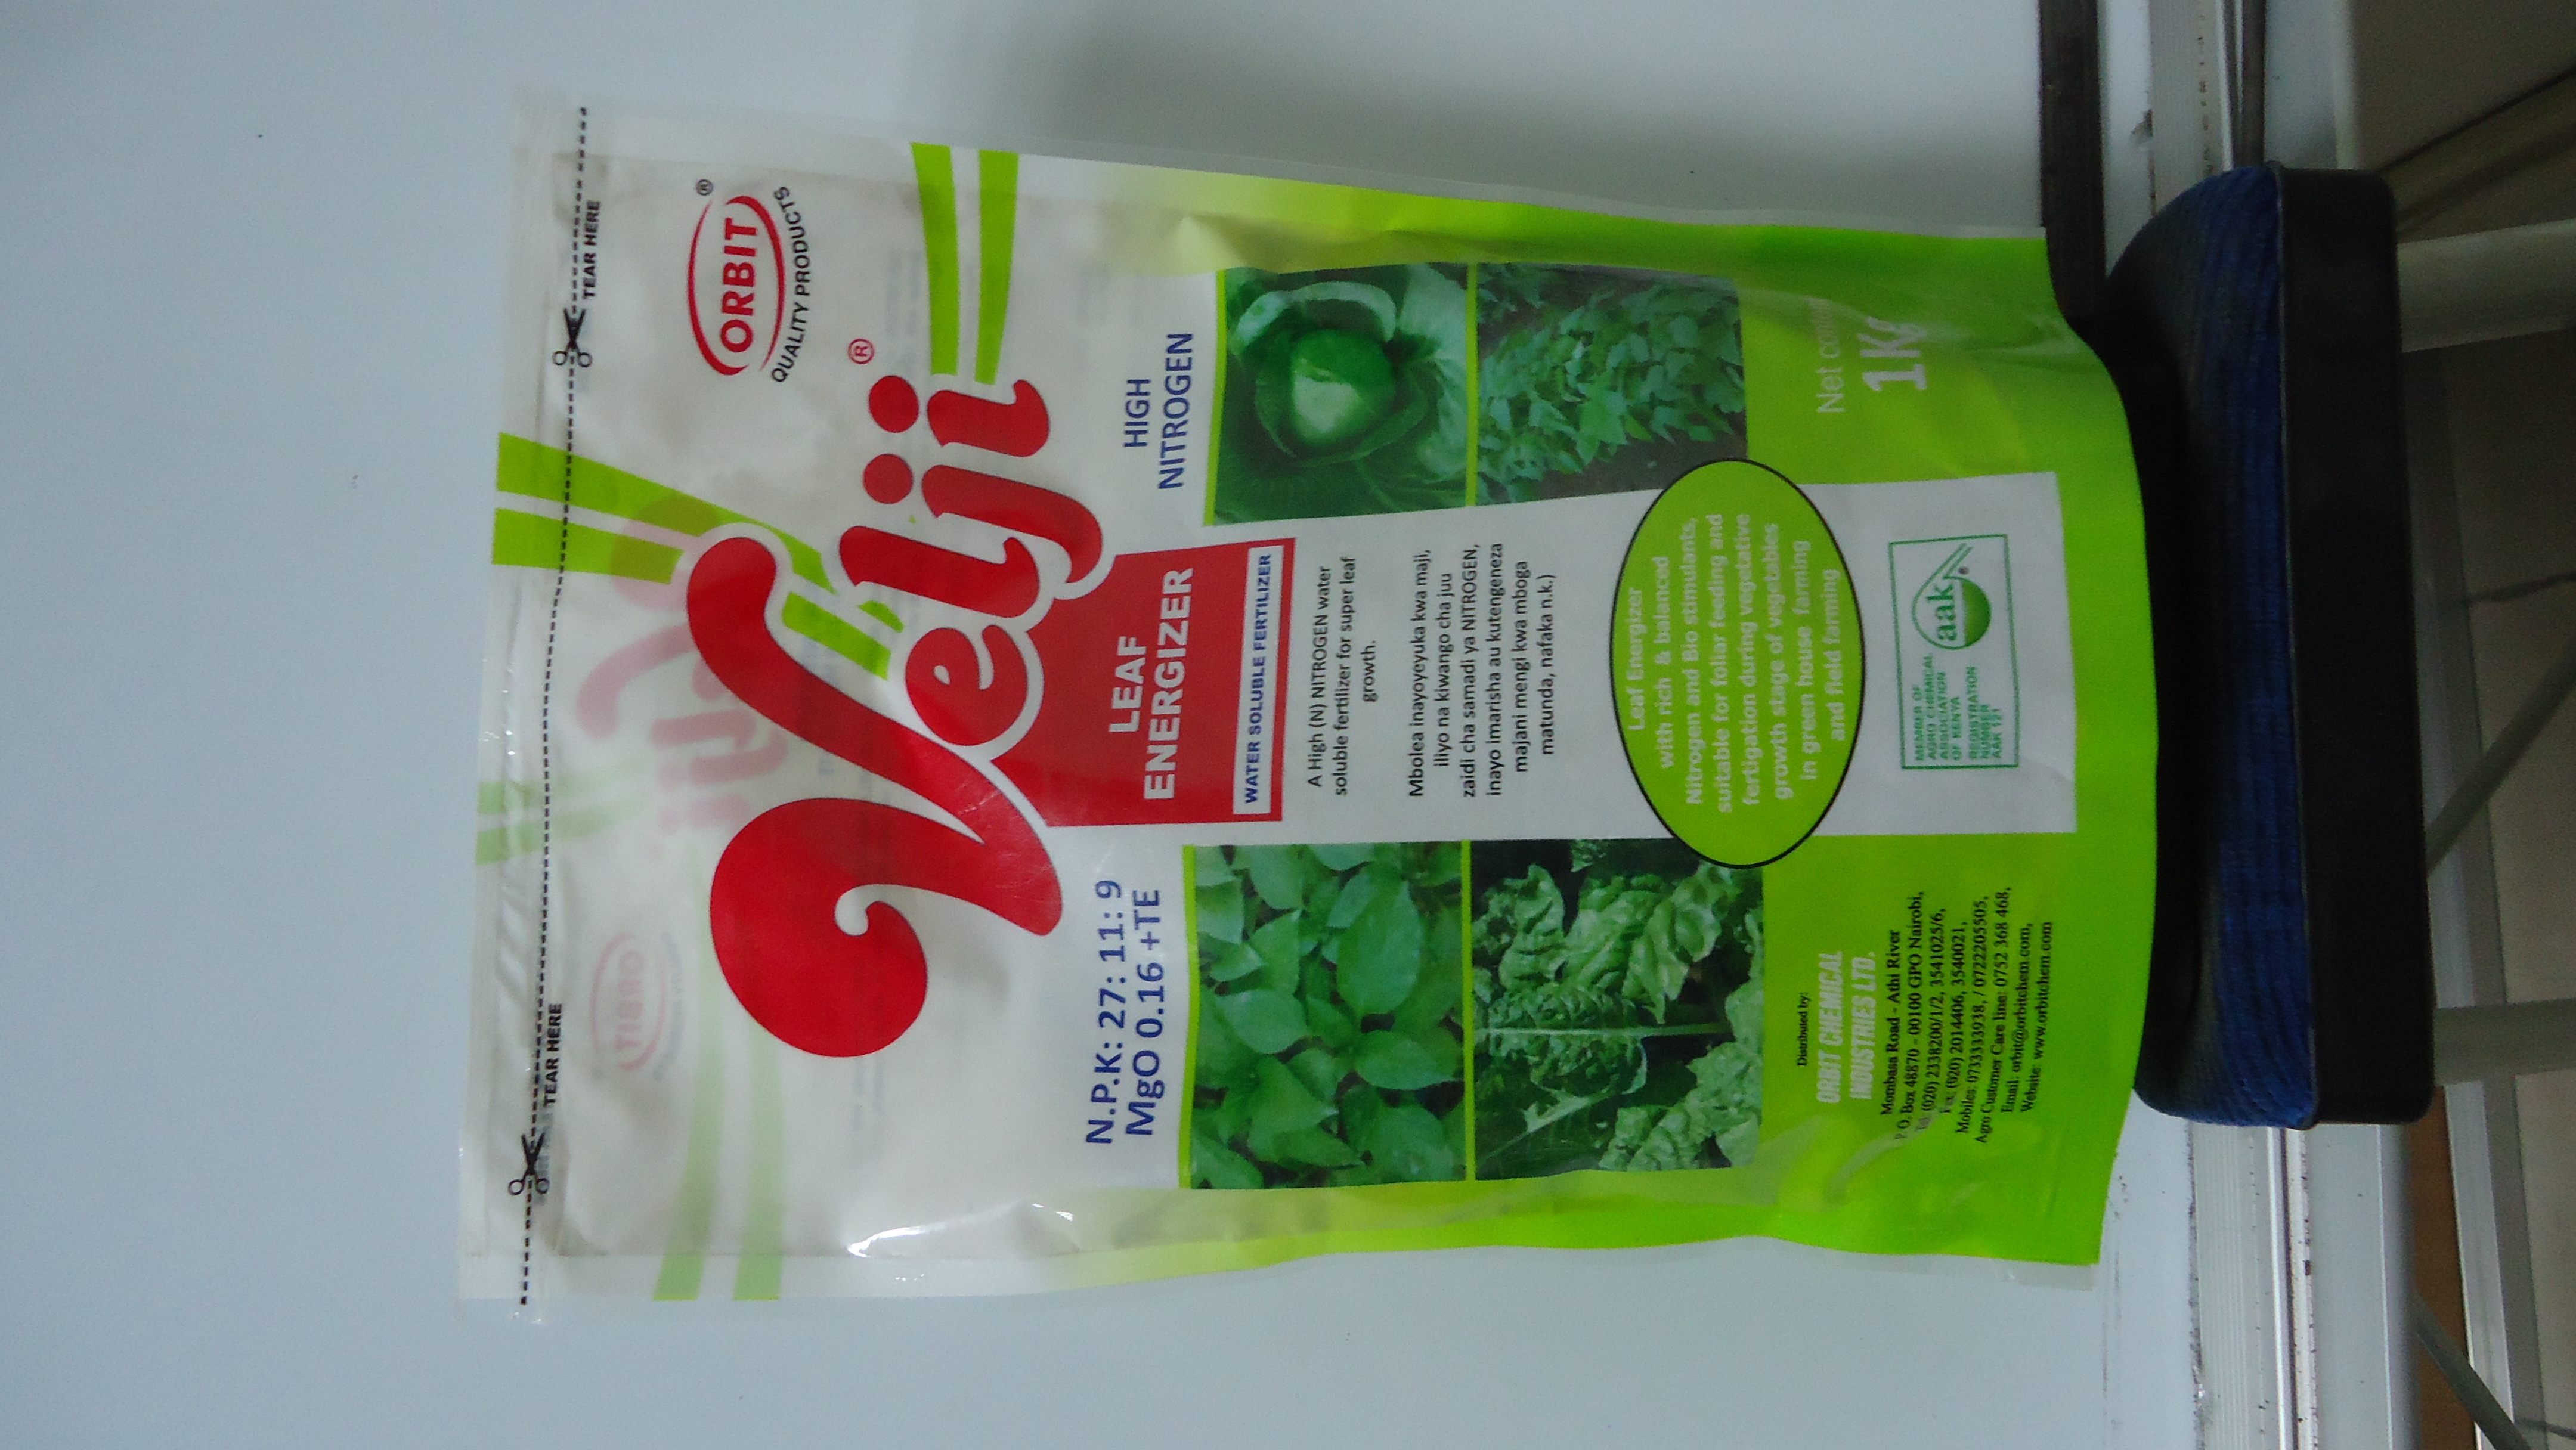 TEAR HERE
TEAR HERE
ORBIT ®
QUALITY PRODUCTS
Velji ®
N.P.K: 27: 11: 9
MgO 0.16 +TE
LEAF
ENERGIZER
WATER SOLUBLE FERTILIZER
HIGH
NITROGEN
A High (N) NITROGEN water
soluble fertilizer for super leaf
growth.
Mbolea inayoyeyuka kwa maji,
iliyo na kiwango cha juu
zaidi cha samadi ya NITROGEN,
inayo imarisha au kutengeneza
majani mengi kwa mboga
matunda, nafaka n.k.)
Leaf Energizer
with rich & balanced
Nitrogen and Bio stimulants,
suitable for foliar feeding and
fertigation during vegetative
growth stage of vegetables
in green house farming
and field farming
Distributed by:
ORBIT CHEMICAL
INDUSTRIES LTD.
Mombasa Road - Athi River
P. O. Box 48870 - 00100 GPO Nairobi,
Tel: (020) 2338200/1/2, 3541025/6,
Fax: (020) 2014406, 3540021,
Mobiles: 0733333938, / 0722205505,
Agro Customer Care line: 0752 368 468,
Email: orbit@orbitchem.com,
Website: www.orbitchem.com
MEMBER OF
AGRO CHEMICAL
ASSOCIATION
OF KENYA
REGISTRATION
NUMBER
AAK 121
aak ®
Net
1Kg